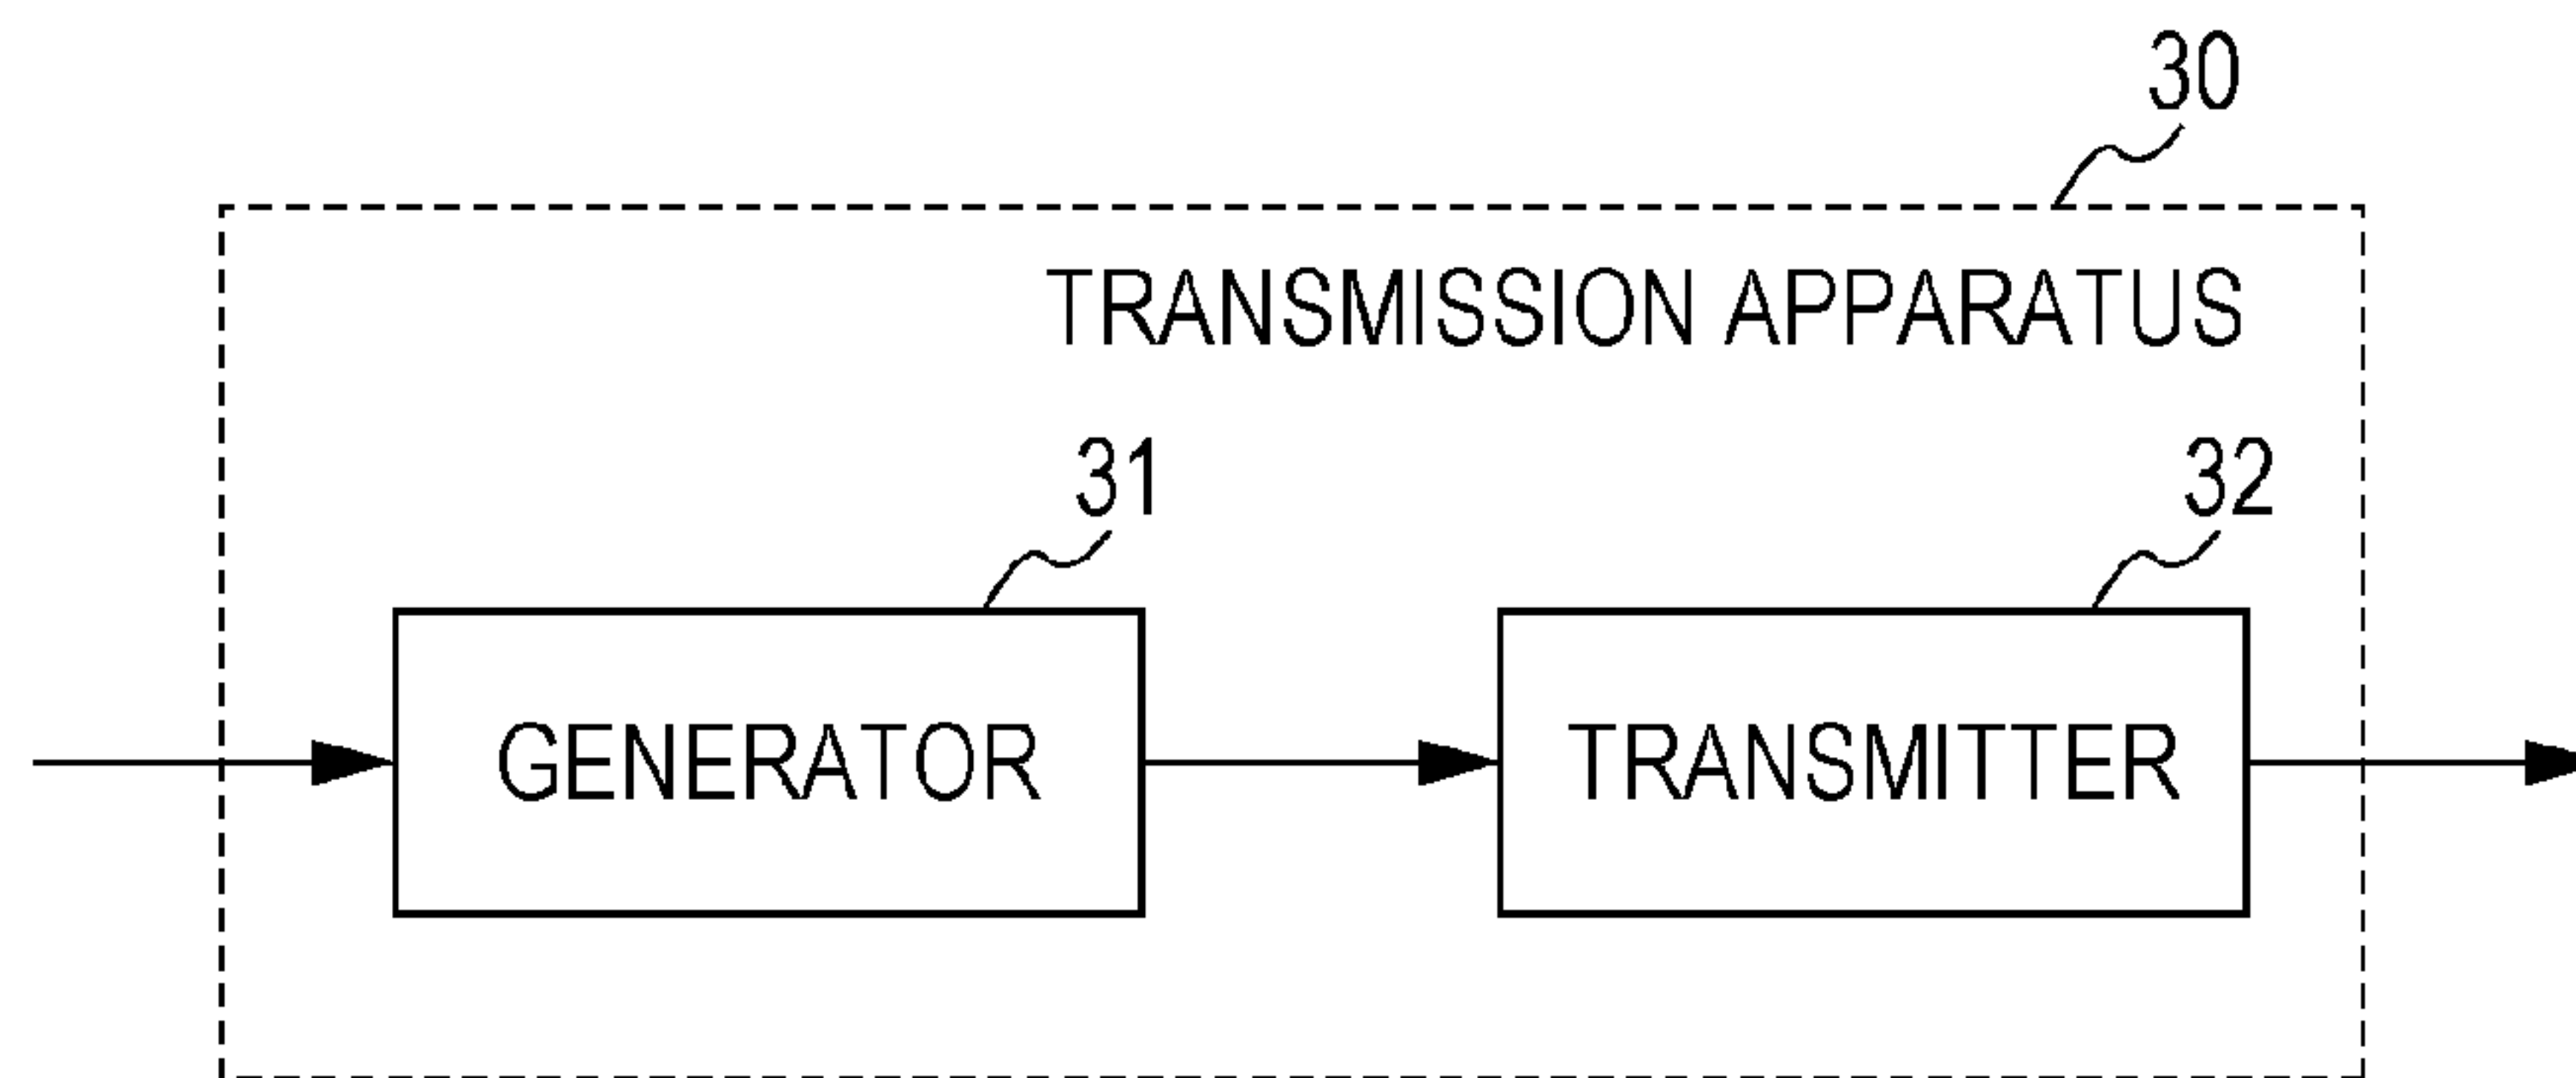 30
TRANSMISSION APPARATUS
31
32
GENERATOR
TRANSMITTER